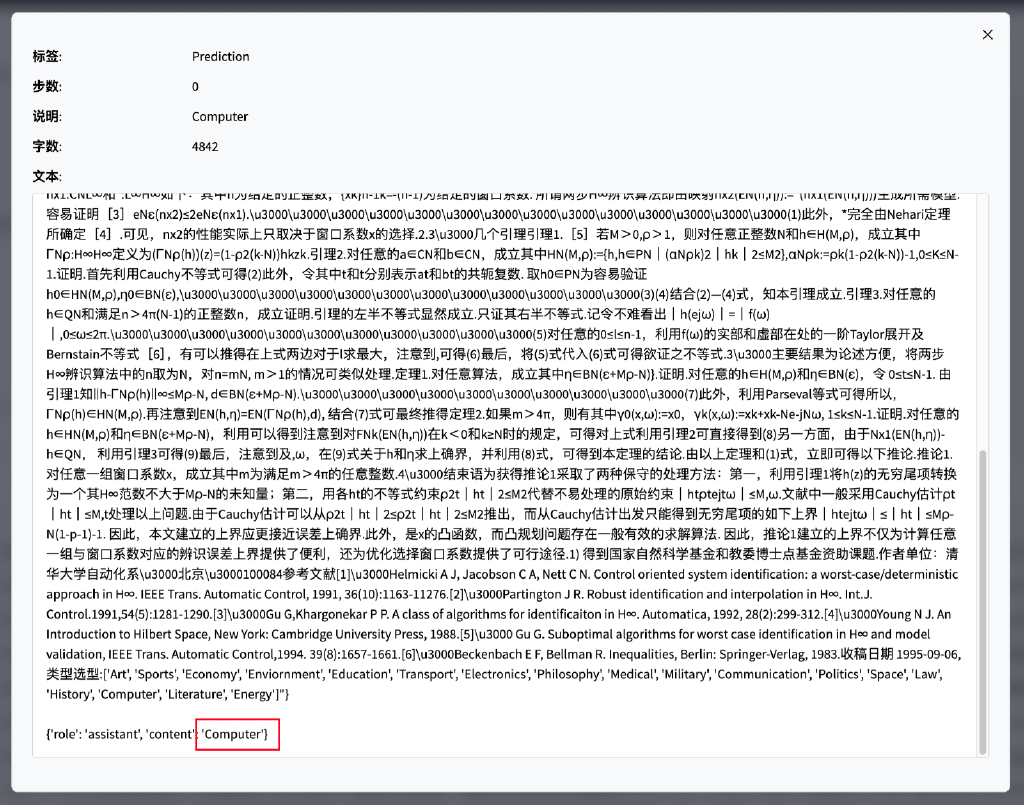 标签: Prediction
步数: 0
说明: Computer
字数: 4842
文本:
容易证明［3］eNε(nx2)≤2eNε(nx1).\u3000\u3000\u3000\u3000\u3000\u3000\u3000\u3000\u3000\u3000\u3000\u3000\u3000(1)此外，*完全由Nehari定理
所确定［4］.可见，nx2的性能实际上只取决于窗口系数x的选择.2.3\u3000几个引理引理1.［5］若M＞0,ρ＞1，则对任意正整数N和h∈H(M,ρ)，成立其中
ΓNρ:H∞H∞定义为(ΓNρ(h))(z)=(1-ρ2(k-N))hkzk.引理2.对任意的a∈CN和b∈CN，成立其中HN(M,ρ):={h,h∈PN｜(αNρk)2｜hk｜2≤M2},αNρk:=ρk(1-ρ2(k-N))-1,0≤K≤N-
1.证明.首先利用Cauchy不等式可得(2)此外，令其中t和t分别表示at和bt的共轭复数. 取h0∈PN为容易验证
h0∈HN(M,ρ),η0∈BN(ε),\u3000\u3000\u3000\u3000\u3000\u3000\u3000\u3000\u3000\u3000\u3000(3)(4)结合(2)—(4)式，知本引理成立.引理3.对任意的
h∈QN和满足n＞4π(N-1)的正整数n，成立证明.引理的左半不等式显然成立.只证其右半不等式.记令不难看出｜h(ejω)｜=｜f(ω)
｜,0≤ω≤2π.\u3000\u3000\u3000\u3000\u3000\u3000\u3000\u3000\u3000\u3000\u3000(5)对任意的0≤l≤n-1，利用f(ω)的实部和虚部在处的一阶Taylor展开及
Bernstain不等式［6］，有可以推得在上式两边对于l求最大，注意到,可得(6)最后，将(5)式代入(6)式可得欲证之不等式.3\u3000主要结果为论述方便，将两步
H∞辨识算法中的n取为N，对n=mN, m＞1的情况可类似处理.定理1.对任意算法，成立其中η∈BN(ε+Mρ-N)}.证明.对任意的h∈H(M,ρ)和η∈BN(ε)，令 0≤t≤N-1. 由
引理1知‖h-ΓNρ(h)‖∞≤Mρ-N, d∈BN(ε+Mρ-N).\u3000\u3000\u3000\u3000\u3000\u3000\u3000\u3000\u3000\u3000(7)此外，利用Parseval等式可得所以，
ΓNρ(h)∈HN(M,ρ).再注意到EN(h,η)=EN(ΓNρ(h),d), 结合(7)式可最终推得定理2.如果m＞4π，则有其中γ0(x,ω):=x0，γk(x,ω):=xk+xk-Ne-jNω, 1≤k≤N-1.证明.对任意的
h∈HN(M,ρ)和η∈BN(ε+Mρ-N)，利用可以得到注意到对FNk(EN(h,η))在k＜0和k≥N时的规定，可得对上式利用引理2可直接得到(8)另一方面，由于Nx1(EN(h,η))-
h∈QN， 利用引理3可得(9)最后，注意到及,ω，在(9)式关于h和η求上确界，并利用(8)式，可得到本定理的结论.由以上定理和(1)式，立即可得以下推论.推论1.
对任意一组窗口系数x，成立其中m为满足m＞4π的任意整数.4\u3000结束语为获得推论1采取了两种保守的处理方法：第一，利用引理1将h(z)的无穷尾项转换
为一个其H∞范数不大于Mρ-N的未知量；第二，用各ht的不等式约束ρ2t｜ht｜2≤M2代替不易处理的原始约束｜htρtejtω｜≤M,ω.文献中一般采用Cauchy估计ρt
｜ht｜≤M,t处理以上问题.由于Cauchy估计可以从ρ2t｜ht｜2≤ρ2t｜ht｜2≤M2推出，而从Cauchy估计出发只能得到无穷尾项的如下上界｜htejtω｜≤｜ht｜≤Mρ-
N(1-ρ-1)-1. 因此，本文建立的上界应更接近误差上确界.此外，是x的凸函数，而凸规划问题存在一般有效的求解算法. 因此，推论1建立的上界不仅为计算任意
一组与窗口系数对应的辨识误差上界提供了便利，还为优化选择窗口系数提供了可行途径.1) 得到国家自然科学基金和教委博士点基金资助课题.作者单位：清
华大学自动化系\u3000北京\u3000100084参考文献[1]\u3000Helmicki A J, Jacobson C A, Nett C N. Control oriented system identification: a worst-case/deterministic
approach in H∞. IEEE Trans. Automatic Control, 1991, 36(10):1163-11276.[2]\u3000Partington J R. Robust identification and interpolation in H∞. Int.J.
Control.1991,54(5):1281-1290.[3]\u3000Gu G,Khargonekar P P. A class of algorithms for identificaiton in H∞. Automatica, 1992, 28(2):299-312.[4]\u3000Young N J. An
Introduction to Hilbert Space, New York: Cambridge University Press, 1988.[5]\u3000 Gu G. Suboptimal algorithms for worst case identification in H∞ and model
validation, IEEE Trans. Automatic Control,1994. 39(8):1657-1661.[6]\u3000Beckenbach E F, Bellman R. Inequalities, Berlin: Springer-Verlag, 1983.收稿日期 1995-09-06,
类型选型:['Art', 'Sports', 'Economy', 'Enviornment', 'Education', 'Transport', 'Electronics', 'Philosophy', 'Medical', 'Military', 'Communication', 'Politics', 'Space', 'Law',
'History', 'Computer', 'Literature', 'Energy']"}
{'role': 'assistant', 'content': 'Computer'}